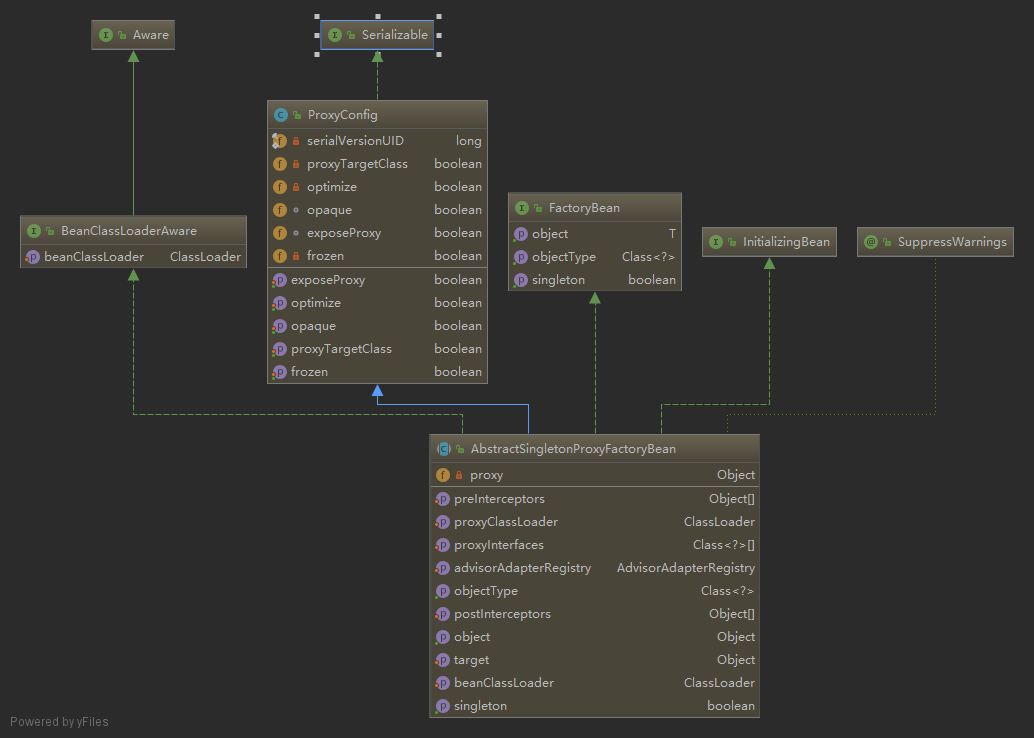 Aware
Serializable
ProxyConfig
serialVersionUID long
proxyTargetClass boolean
optimize boolean
opaque boolean
exposeProxy boolean
frozen boolean
exposeProxy boolean
optimize boolean
opaque boolean
proxyTargetClass boolean
frozen boolean
BeanClassLoaderAware
beanClassLoader ClassLoader
FactoryBean
object T
objectType Class<?>
singleton boolean
InitializingBean
SuppressWarnings
AbstractSingletonProxyFactoryBean
proxy Object
preInterceptors Object[]
proxyClassLoader ClassLoader
proxyInterfaces Class<?>[]
advisorAdapterRegistry AdvisorAdapterRegistry
objectType Class<?>
postInterceptors Object[]
object Object
target Object
beanClassLoader ClassLoader
singleton boolean
Powered by yFiles